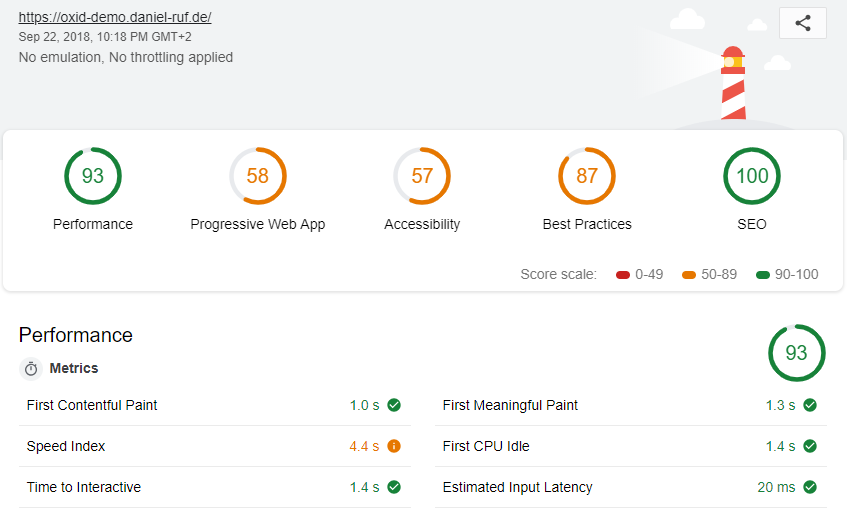 https://oxid-demo.daniel-ruf.de/
Sep 22, 2018, 10:18 PM GMT+2
No emulation, No throttling applied
93 58 57 87 100
Performance Progressive Web App Accessibility Best Practices SEO
Score scale: 0-49 50-89 90-100
Performance
93
Metrics
First Contentful Paint 1.0 s First Meaningful Paint 1.3 s
Speed Index 4.4 s First CPU Idle 1.4 s
Time to Interactive 1.4 s Estimated Input Latency 20 ms